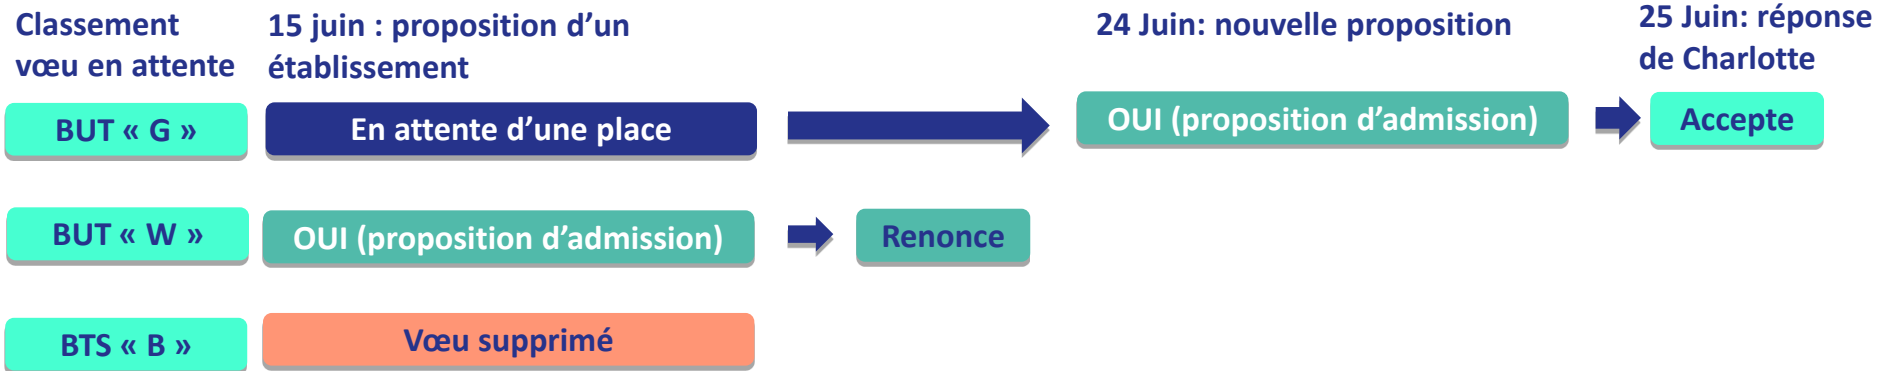 Classement
vœu en attente
15 juin : proposition d’un
établissement
24 Juin: nouvelle proposition
25 Juin: réponse
de Charlotte
BUT « G »
En attente d’une place
OUI (proposition d’admission)
Accepte
BUT « W »
OUI (proposition d’admission)
Renonce
BTS « B »
Vœu supprimé